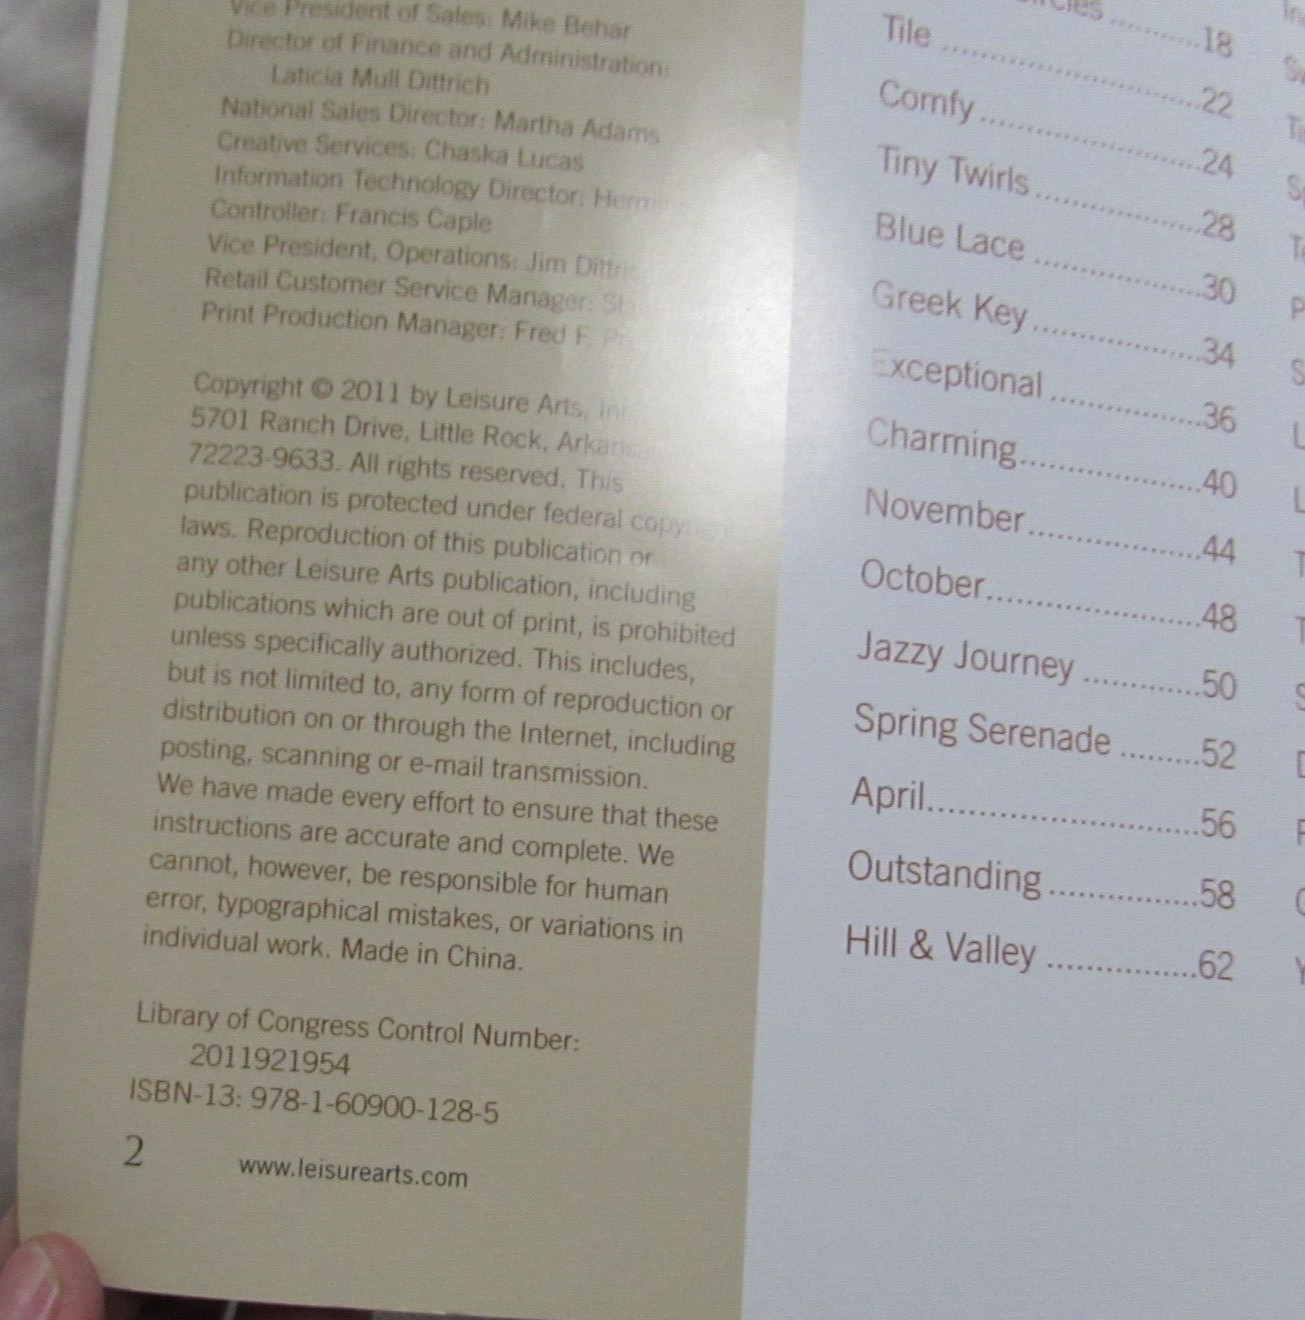 Vice President of Sales: Mike Behar
Director of Finance and Administration:
Laticia Mull Dittrich
National Sales Director: Martha Adams
Creative Services: Chaska Lucas
Information Technology Director:
Controller: Francis Caple
Vice President, Operations: Jim Dittrich
Retail Customer Service Manager:
Print Production Manager: Fred F.
Copyright © 2011 by Leisure Arts, Inc.
5701 Ranch Drive, Little Rock, Arkansas
72223-9633. All rights reserved. This
publication is protected under federal copyright
laws. Reproduction of this publication or
any other Leisure Arts publication, including
publications which are out of print, is prohibited
unless specifically authorized. This includes,
but is not limited to, any form of reproduction or
distribution on or through the Internet, including
posting, scanning or e-mail transmission.
We have made every effort to ensure that these
instructions are accurate and complete. We
cannot, however, be responsible for human
error, typographical mistakes, or variations in
individual work. Made in China.
Library of Congress Control Number:
2011921954
ISBN-13: 978-1-60900-128-5
2 www.leisurearts.com
..........18
Tile ..........................22
Comfy ......................24
Tiny Twirls ................28
Blue Lace .................30
Greek Key .................34
Exceptional ...............36
Charming..................40
November.................44
October.....................48
Jazzy Journey ............50
Spring Serenade .........52
April..........................56
Outstanding ...............58
Hill & Valley ...............62